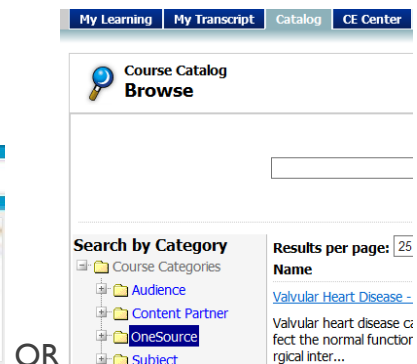 My Learning My Transcript Catalog CE Center
Course Catalog
Browse
Search by Category
Course Categories
Audience
Content Partner
OneSource
Subject
Results per page: 25
Name
Valvular Heart Disease -
Valvular heart disease ca
fect the normal function
rgical inter...
OR